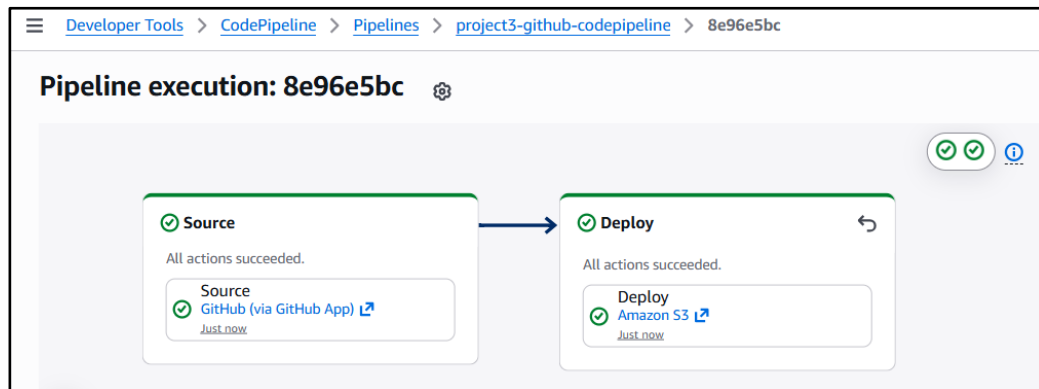 Developer Tools > CodePipeline > Pipelines > project3-github-codepipeline > 8e96e5bc
Pipeline execution: 8e96e5bc
Source
All actions succeeded.
Source
GitHub (via GitHub App)
Just now
Deploy
All actions succeeded.
Deploy
Amazon S3
Just now